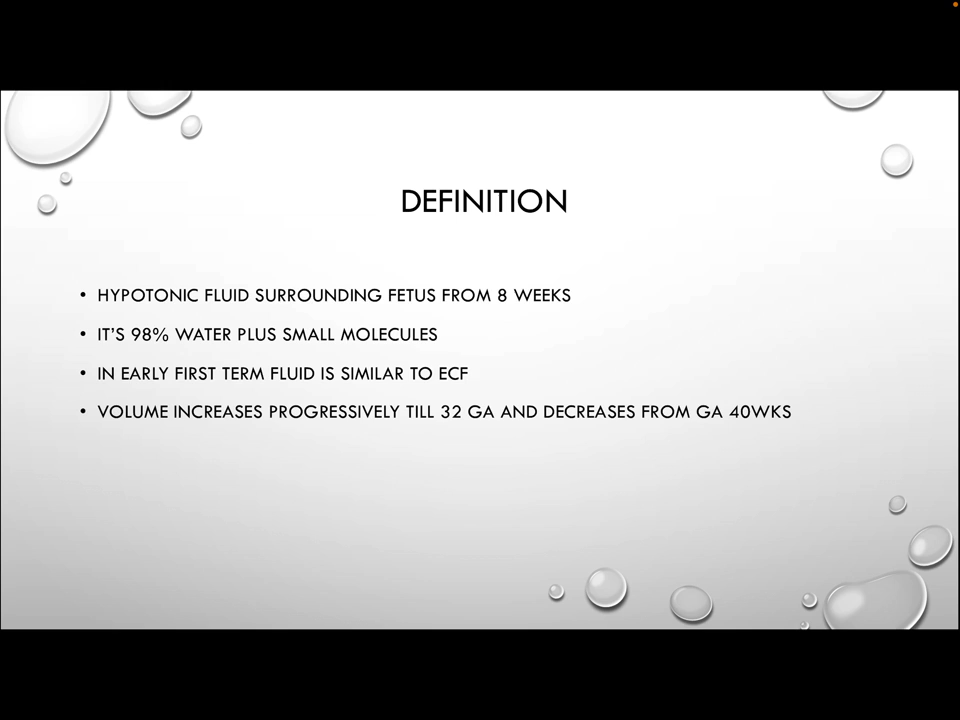 DEFINITION
• HYPOTONIC FLUID SURROUNDING FETUS FROM 8 WEEKS
• IT'S 98% WATER PLUS SMALL MOLECULES
• IN EARLY FIRST TERM FLUID IS SIMILAR TO ECF
• VOLUME INCREASES PROGRESSIVELY TILL 32 GA AND DECREASES FROM GA 40WKS